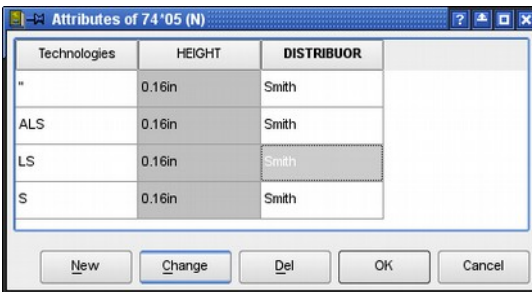 Attributes of 74*05 (N)
Technologies HEIGHT DISTRIBUOR
" 0.16in Smith
ALS 0.16in Smith
LS 0.16in Smith
S 0.16in Smith
New Change Del OK Cancel